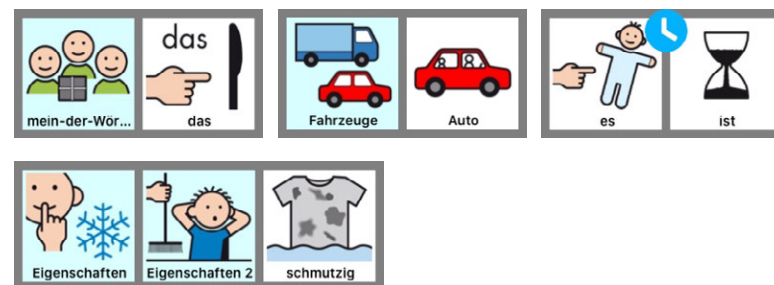 das
mein-der-Wör... das
Fahrzeuge Auto
es ist
Eigenschaften Eigenschaften 2 schmutzig